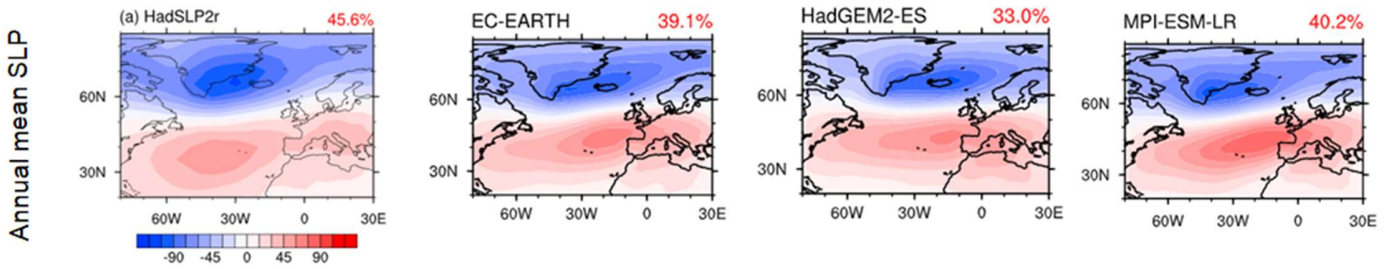 Annual mean SLP
(a) HadSLP2r 45.6%
60N
30N
60W 30W 0 30E
-90 -45 0 45 90
EC-EARTH 39.1%
60N
30N
60W 30W 0 30E
HadGEM2-ES 33.0%
60N
30N
60W 30W 0 30E
MPI-ESM-LR 40.2%
60N
30N
60W 30W 0 30E